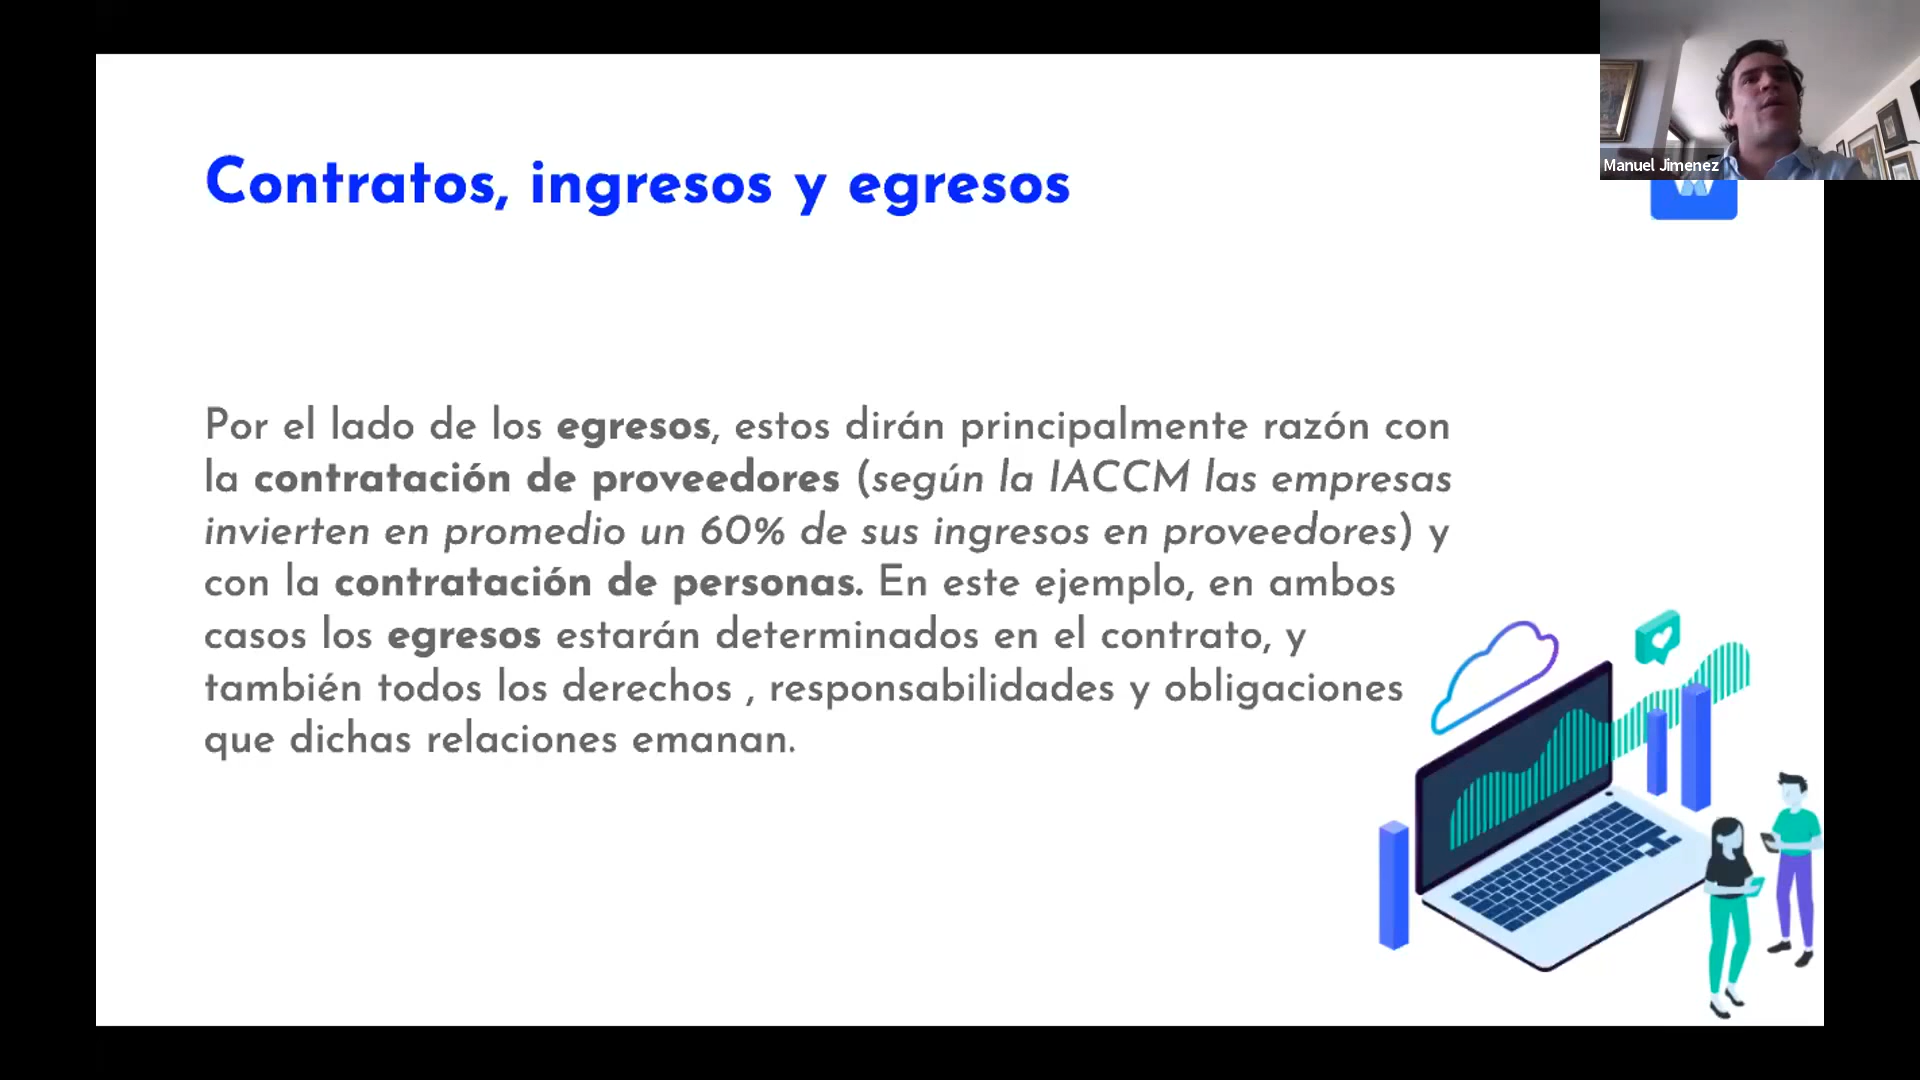 Manuel Jimenez
Contratos, ingresos y egresos
Por el lado de los egresos, estos dirán principalmente razón con
la contratación de proveedores (según la IACCM las empresas
invierten en promedio un 60% de sus ingresos en proveedores) y
con la contratación de personas. En este ejemplo, en ambos
casos los egresos estarán determinados en el contrato, y
también todos los derechos , responsabilidades y obligaciones
que dichas relaciones emanan.